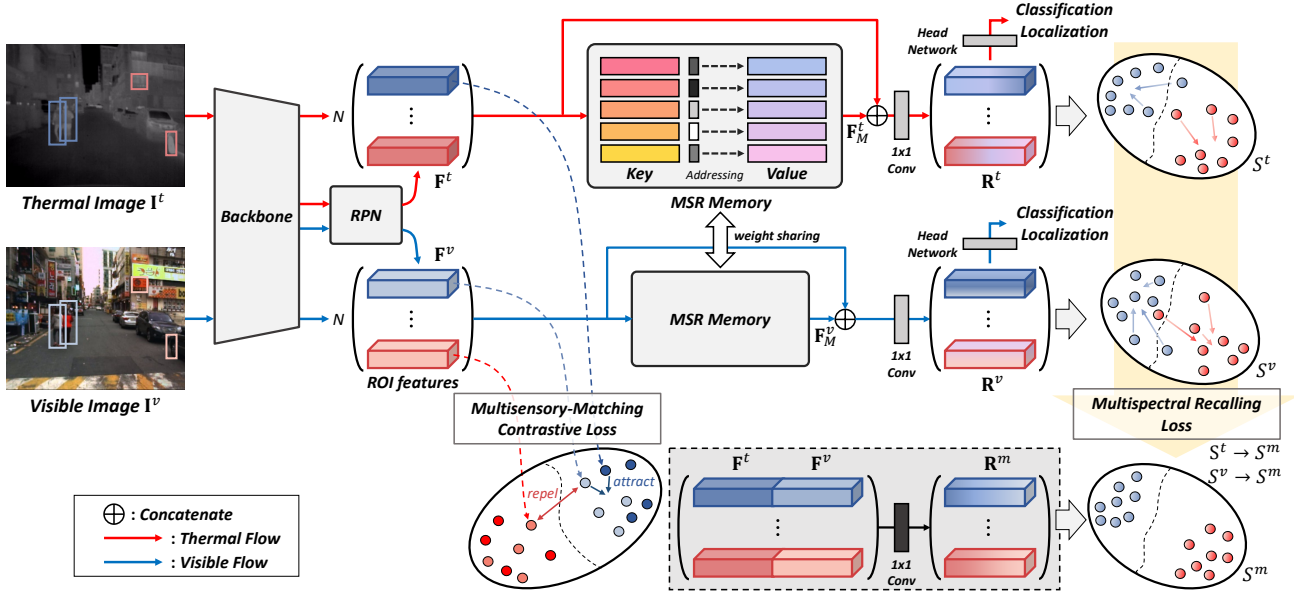 Thermal Image I^t
Visible Image I^v
Backbone
RPN
N
F^t
F^v
N
ROI features
Key
Addressing
Value
MSR Memory
weight sharing
MSR Memory
F_M^t
F_M^v
1x1
Conv
1x1
Conv
Head
Network
Classification
Localization
R^t
Head
Network
Classification
Localization
R^v
S^t
S^v
Multisensory-Matching
Contrastive Loss
Multispectral Recalling
Loss
S^t → S^m
S^v → S^m
repel
attract
F^t
F^v
R^m
1x1
Conv
S^m
⊕ : Concatenate
: Thermal Flow
: Visible Flow